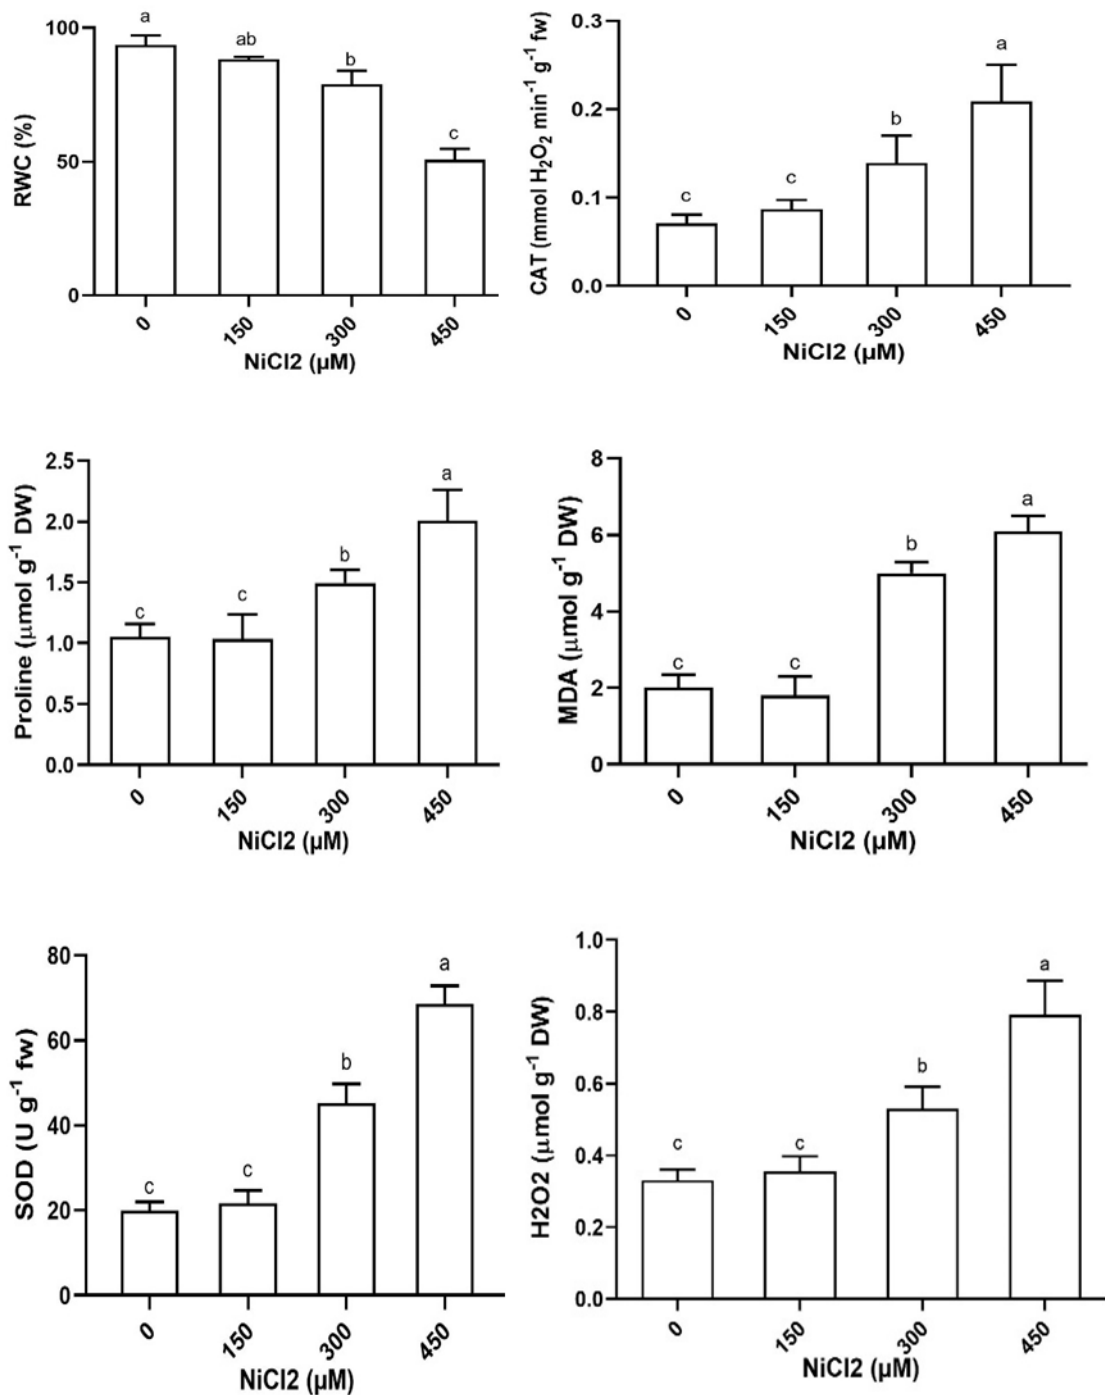 RWC (%)
100
50
0
a
ab
b
c
0
150
300
450
NiCl2 (µM)
CAT (mmol H₂O₂ min⁻¹ g⁻¹ fw)
0.3
0.2
0.1
0.0
c
c
b
a
0
150
300
450
NiCl2 (µM)
Proline (µmol g⁻¹ DW)
2.5
2.0
1.5
1.0
0.5
0.0
c
c
b
a
0
150
300
450
NiCl2 (µM)
MDA (µmol g⁻¹ DW)
8
6
4
2
0
c
c
b
a
0
150
300
450
NiCl2 (µM)
SOD (U g⁻¹ fw)
80
60
40
20
0
c
c
b
a
0
150
300
450
NiCl2 (µM)
H2O2 (µmol g⁻¹ DW)
1.0
0.8
0.6
0.4
0.2
0.0
c
c
b
a
0
150
300
450
NiCl2 (µM)